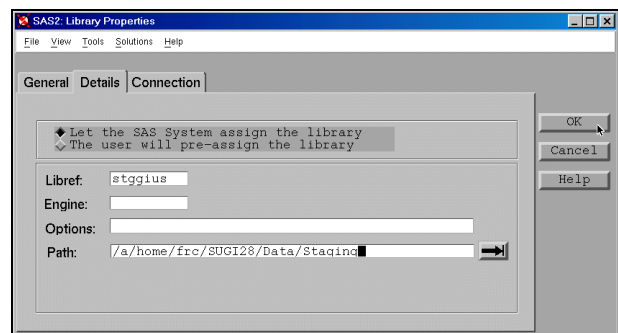 SAS2: Library Properties
File View Tools Solutions Help
General Details Connection
Let the SAS System assign the library
The user will pre-assign the library
OK
Cancel
Help
Libref: stggius
Engine:
Options:
Path: /a/home/frc/SUGI28/Data/Staging